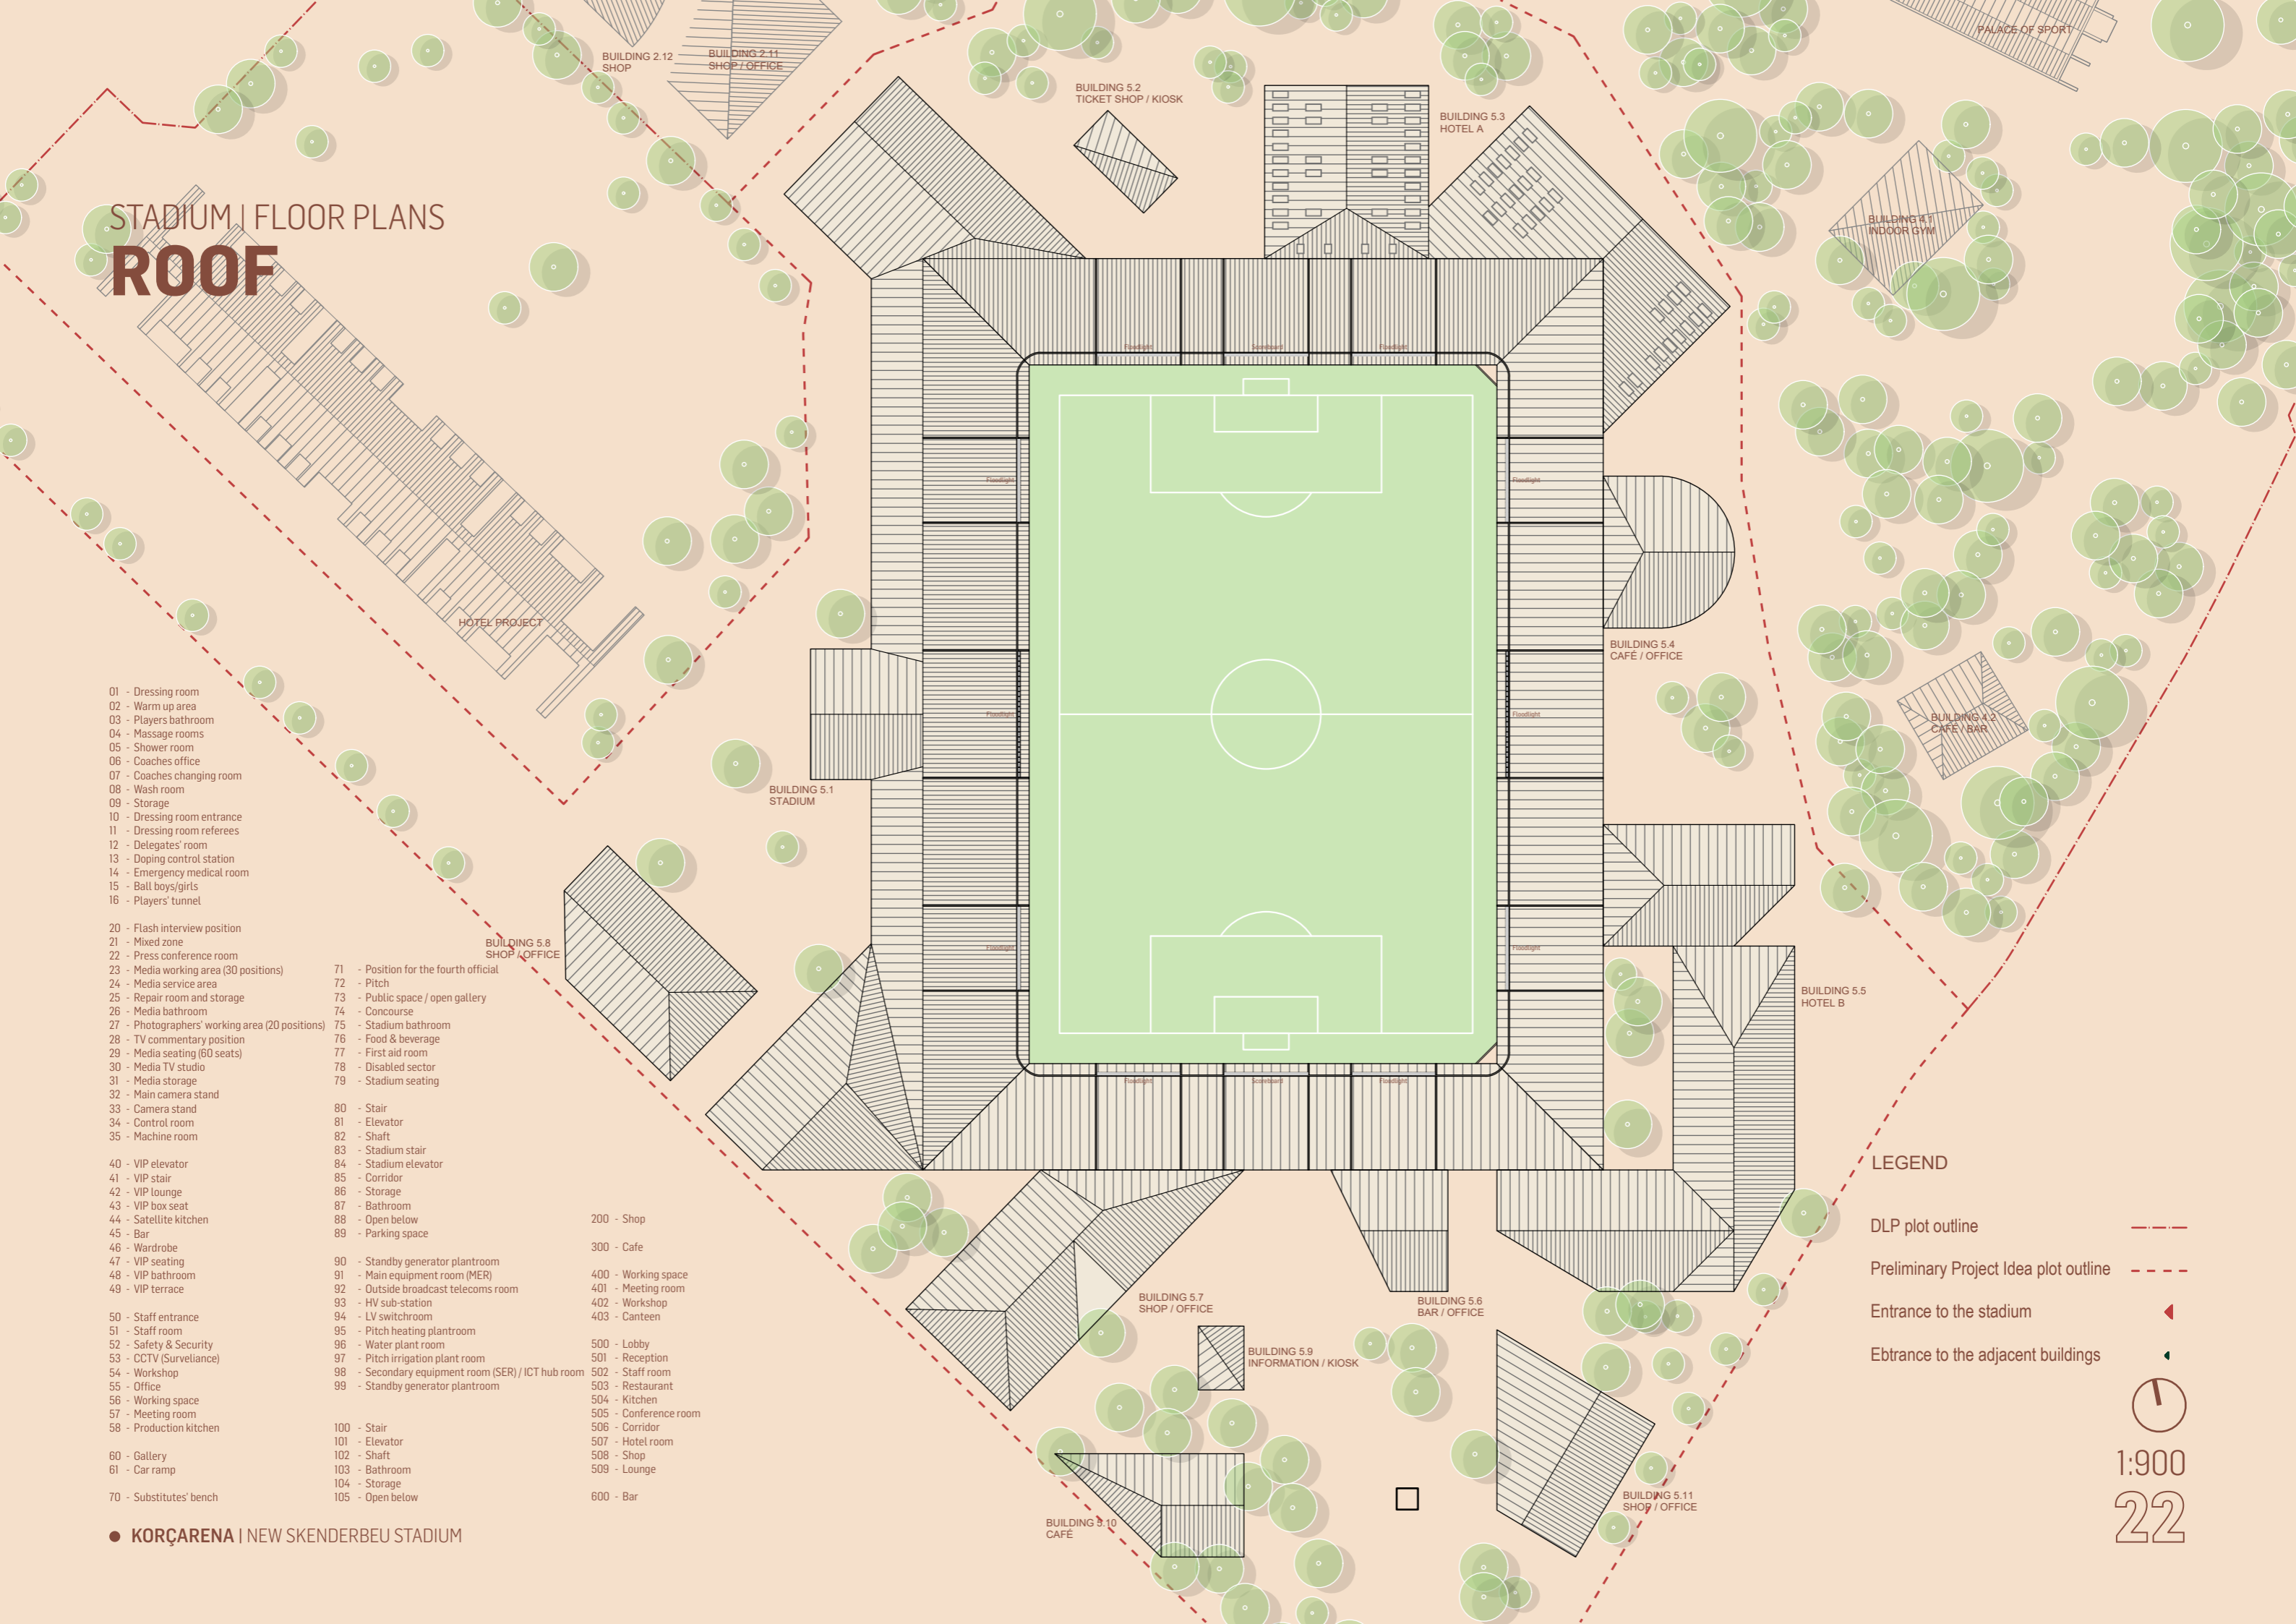 BUILDING 2.12
SHOP
BUILDING 2.11
SHOP / OFFICE
PALACE OF SPORT
BUILDING 5.2
TICKET SHOP / KIOSK
BUILDING 5.3
HOTEL A
STADIUM | FLOOR PLANS
ROOF
BUILDING 4.1
INDOOR GYM
Floodlight
Scoreboard
Floodlight
Floodlight
Floodlight
HOTEL PROJECT
BUILDING 5.4
CAFÉ / OFFICE
Floodlight
Floodlight
BUILDING 4.2
CAFÉ / BAR
BUILDING 5.1
STADIUM
BUILDING 5.8
SHOP / OFFICE
Floodlight
Floodlight
BUILDING 5.5
HOTEL B
Floodlight
Scoreboard
Floodlight
BUILDING 5.7
SHOP / OFFICE
BUILDING 5.6
BAR / OFFICE
BUILDING 5.9
INFORMATION / KIOSK
BUILDING 5.10
CAFÉ
BUILDING 5.11
SHOP / OFFICE
01 - Dressing room
02 - Warm up area
03 - Players bathroom
04 - Massage rooms
05 - Shower room
06 - Coaches office
07 - Coaches changing room
08 - Wash room
09 - Storage
10 - Dressing room entrance
11 - Dressing room referees
12 - Delegates' room
13 - Doping control station
14 - Emergency medical room
15 - Ball boys/girls
16 - Players' tunnel
20 - Flash interview position
21 - Mixed zone
22 - Press conference room
23 - Media working area (30 positions)
24 - Media service area
25 - Repair room and storage
26 - Media bathroom
27 - Photographers' working area (20 positions)
28 - TV commentary position
29 - Media seating (60 seats)
30 - Media TV studio
31 - Media storage
32 - Main camera stand
33 - Camera stand
34 - Control room
35 - Machine room
40 - VIP elevator
41 - VIP stair
42 - VIP lounge
43 - VIP box seat
44 - Satellite kitchen
45 - Bar
46 - Wardrobe
47 - VIP seating
48 - VIP bathroom
49 - VIP terrace
50 - Staff entrance
51 - Staff room
52 - Safety & Security
53 - CCTV (Surveliance)
54 - Workshop
55 - Office
56 - Working space
57 - Meeting room
58 - Production kitchen
60 - Gallery
61 - Car ramp
70 - Substitutes' bench
71 - Position for the fourth official
72 - Pitch
73 - Public space / open gallery
74 - Concourse
75 - Stadium bathroom
76 - Food & beverage
77 - First aid room
78 - Disabled sector
79 - Stadium seating
80 - Stair
81 - Elevator
82 - Shaft
83 - Stadium stair
84 - Stadium elevator
85 - Corridor
86 - Storage
87 - Bathroom
88 - Open below
89 - Parking space
90 - Standby generator plantroom
91 - Main equipment room (MER)
92 - Outside broadcast telecoms room
93 - HV sub-station
94 - LV switchroom
95 - Pitch heating plantroom
96 - Water plant room
97 - Pitch irrigation plant room
98 - Secondary equipment room (SER) / ICT hub room
99 - Standby generator plantroom
100 - Stair
101 - Elevator
102 - Shaft
103 - Bathroom
104 - Storage
105 - Open below
200 - Shop
300 - Cafe
400 - Working space
401 - Meeting room
402 - Workshop
403 - Canteen
500 - Lobby
501 - Reception
502 - Staff room
503 - Restaurant
504 - Kitchen
505 - Conference room
506 - Corridor
507 - Hotel room
508 - Shop
509 - Lounge
600 - Bar
LEGEND
DLP plot outline
Preliminary Project Idea plot outline
Entrance to the stadium
Ebtrance to the adjacent buildings
1:900
22
KORÇARENA | NEW SKENDERBEU STADIUM